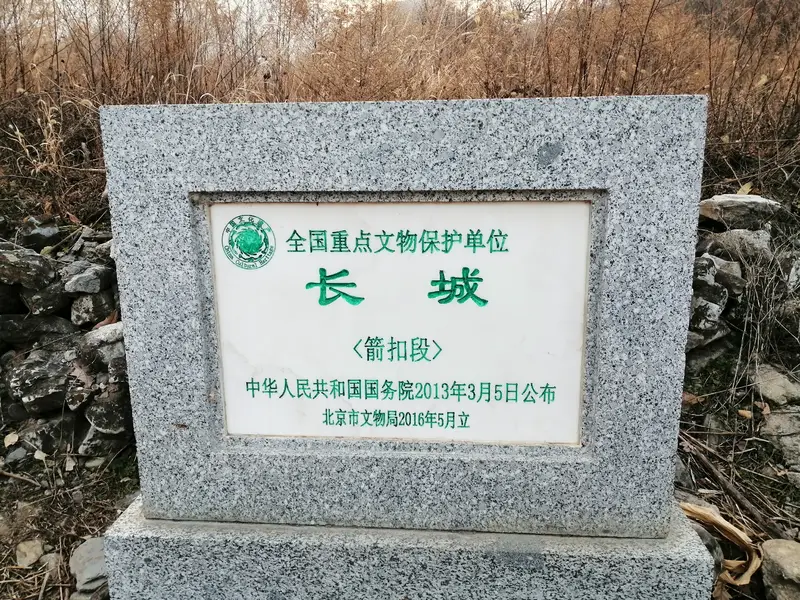 全国重点文物保护单位
长 城
〈箭扣段〉
中华人民共和国国务院2013年3月5日公布
北京市文物局2016年5月立